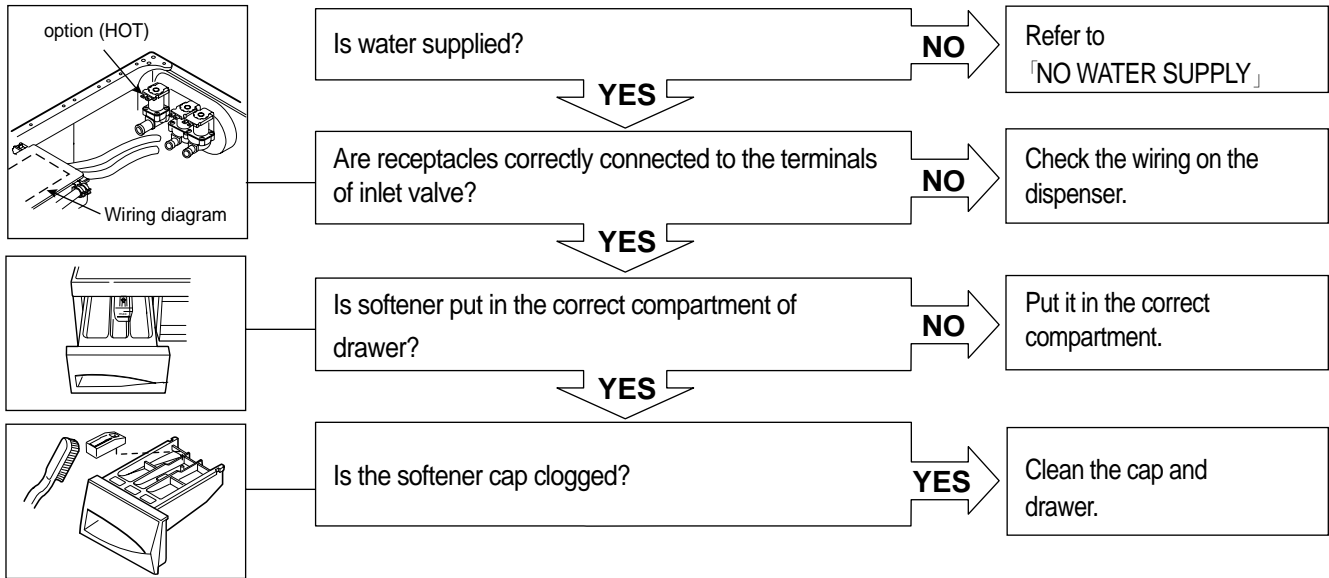 option (HOT)
Wiring diagram
Is water supplied?
NO
Refer to
「NO WATER SUPPLY」
YES
Are receptacles correctly connected to the terminals
of inlet valve?
NO
Check the wiring on the
dispenser.
YES
Is softener put in the correct compartment of
drawer?
NO
Put it in the correct
compartment.
YES
Is the softener cap clogged?
YES
Clean the cap and
drawer.